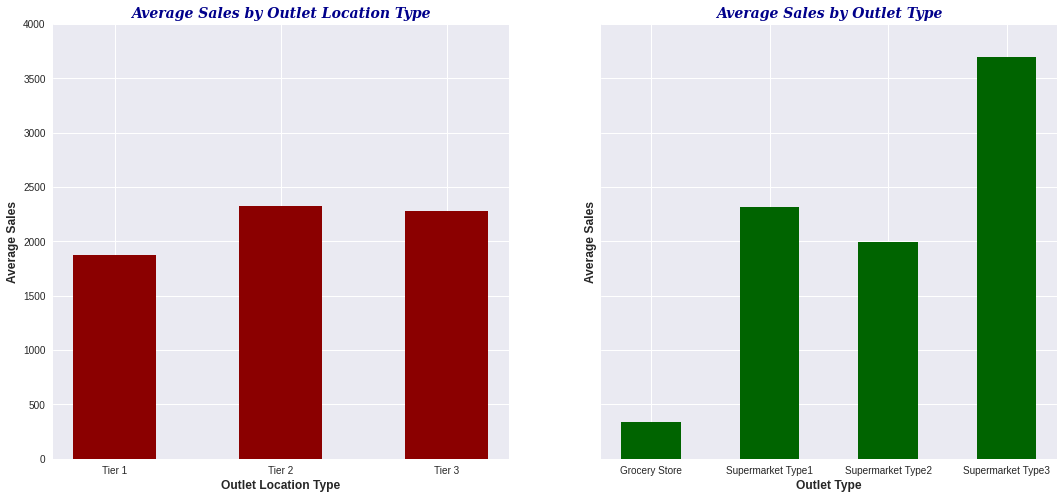 Average Sales by Outlet Location Type
4000
3500
3000
2500
2000
1500
1000
500
0
Average Sales
Tier 1 Tier 2 Tier 3
Outlet Location Type
Average Sales by Outlet Type
Average Sales
Grocery Store Supermarket Type1 Supermarket Type2 Supermarket Type3
Outlet Type